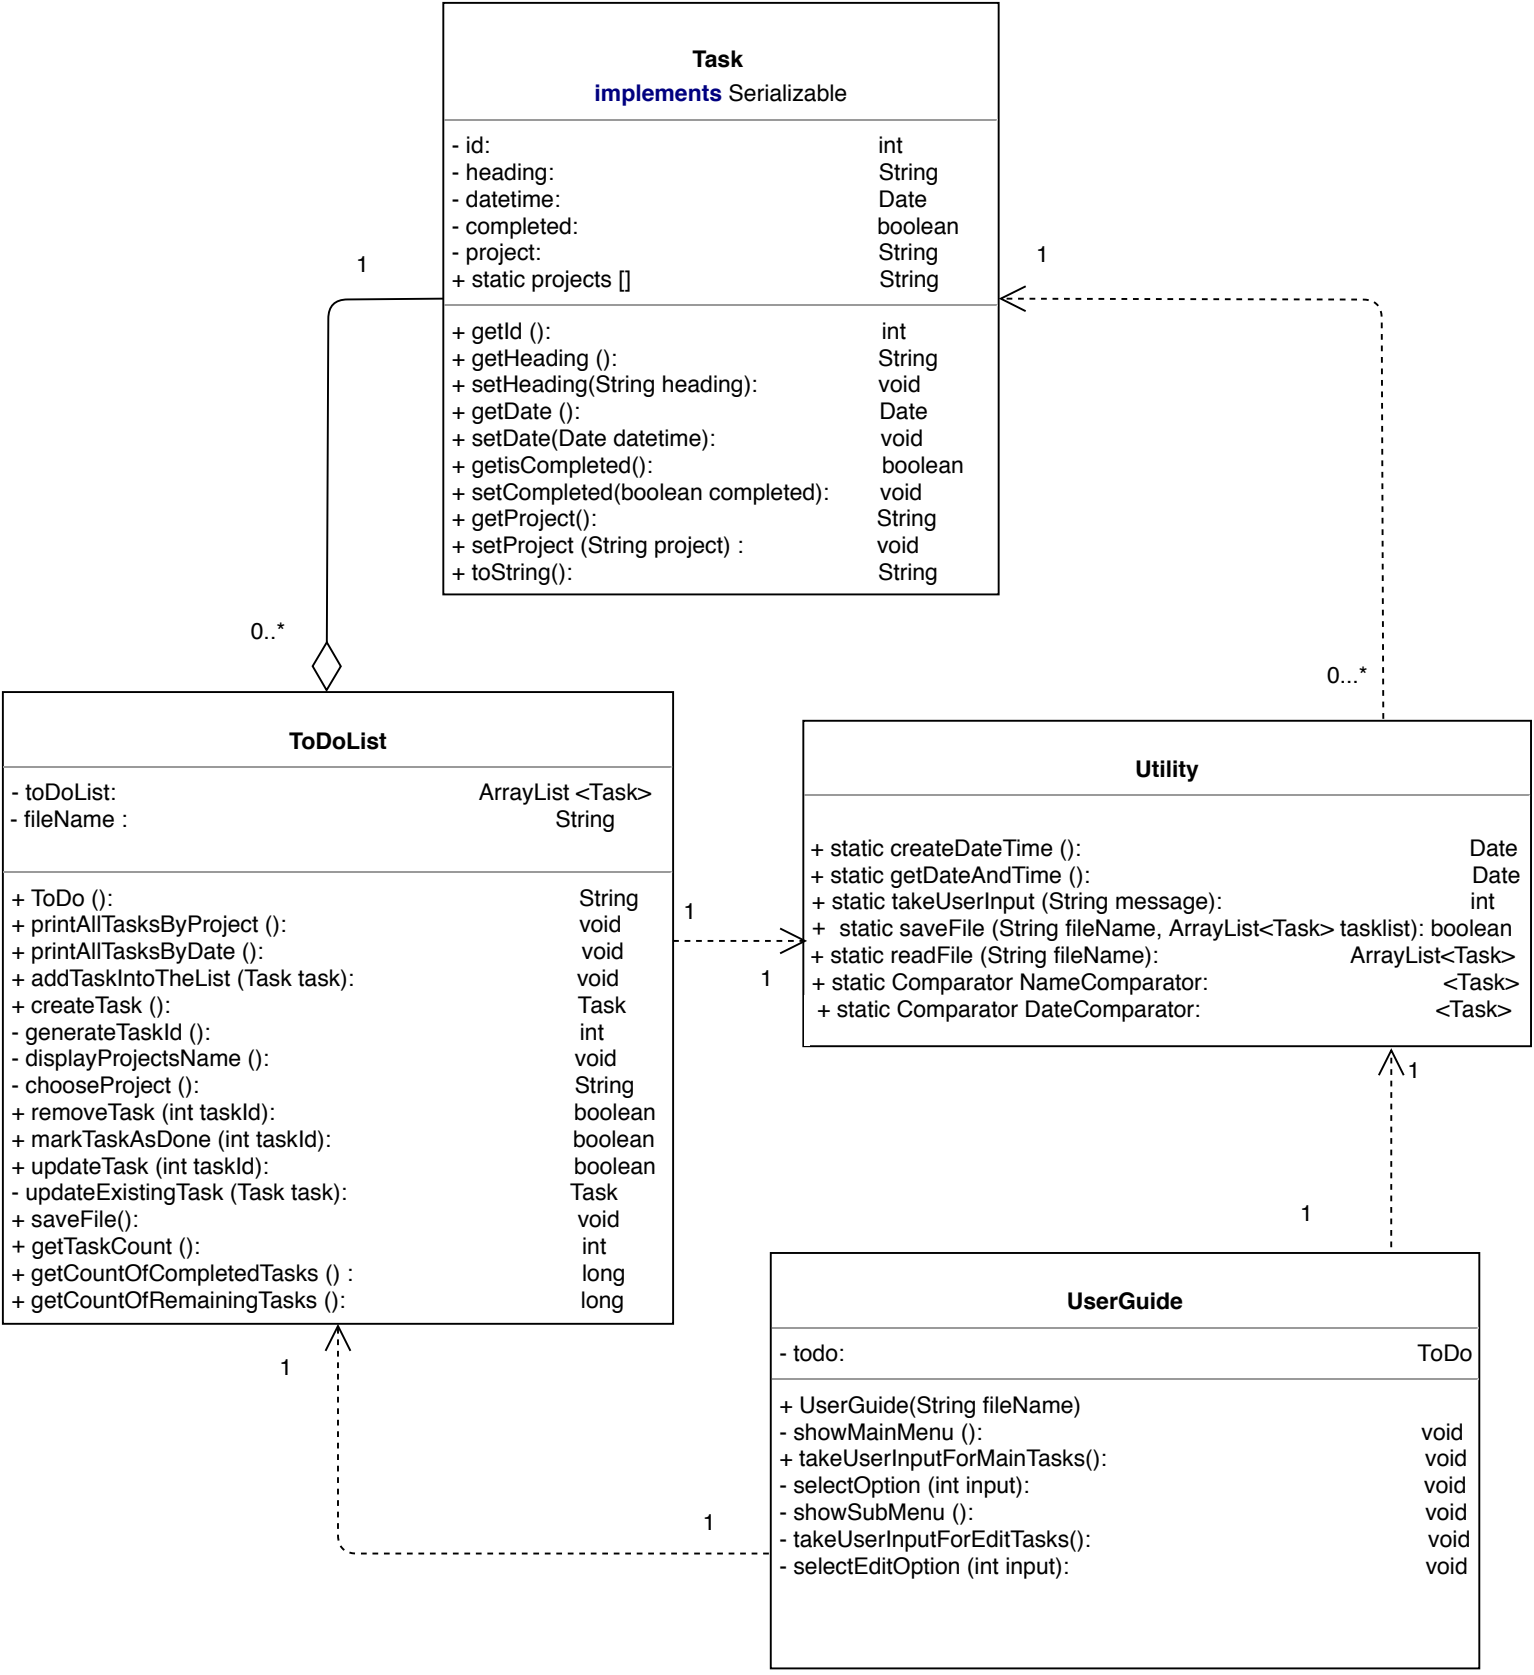 Task
implements Serializable
- id: int
- heading: String
- datetime: Date
- completed: boolean
- project: String
+ static projects [] String
+ getId (): int
+ getHeading (): String
+ setHeading(String heading): void
+ getDate (): Date
+ setDate(Date datetime): void
+ getisCompleted(): boolean
+ setCompleted(boolean completed): void
+ getProject(): String
+ setProject (String project) : void
+ toString(): String
1
1
0..*
0...*
ToDoList
- toDoList: ArrayList <Task>
- fileName : String
+ ToDo (): String
+ printAllTasksByProject (): void
+ printAllTasksByDate (): void
+ addTaskIntoTheList (Task task): void
+ createTask (): Task
- generateTaskId (): int
- displayProjectsName (): void
- chooseProject (): String
+ removeTask (int taskId): boolean
+ markTaskAsDone (int taskId): boolean
+ updateTask (int taskId): boolean
- updateExistingTask (Task task): Task
+ saveFile(): void
+ getTaskCount (): int
+ getCountOfCompletedTasks () : long
+ getCountOfRemainingTasks (): long
1
1
Utility
+ static createDateTime (): Date
+ static getDateAndTime (): Date
+ static takeUserInput (String message): int
+ static saveFile (String fileName, ArrayList<Task> tasklist): boolean
+ static readFile (String fileName): ArrayList<Task>
+ static Comparator NameComparator: <Task>
+ static Comparator DateComparator: <Task>
1
1
UserGuide
- todo: ToDo
+ UserGuide(String fileName)
- showMainMenu (): void
+ takeUserInputForMainTasks(): void
- selectOption (int input): void
- showSubMenu (): void
- takeUserInputForEditTasks(): void
- selectEditOption (int input): void
1
1